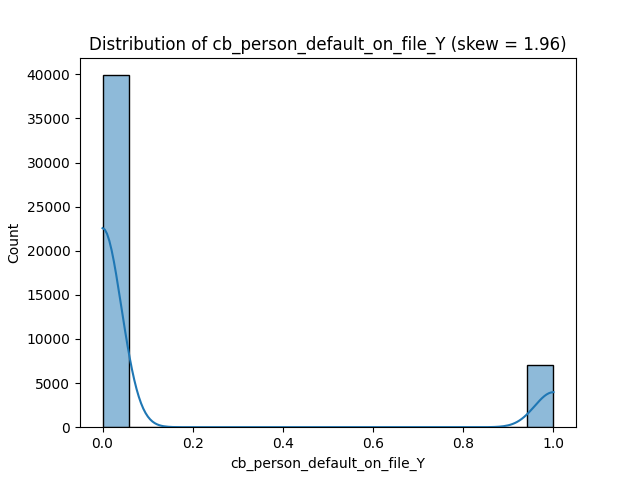 Distribution of cb_person_default_on_file_Y (skew = 1.96)
40000
35000
30000
25000
20000
15000
10000
5000
0
Count
0.0 0.2 0.4 0.6 0.8 1.0
cb_person_default_on_file_Y